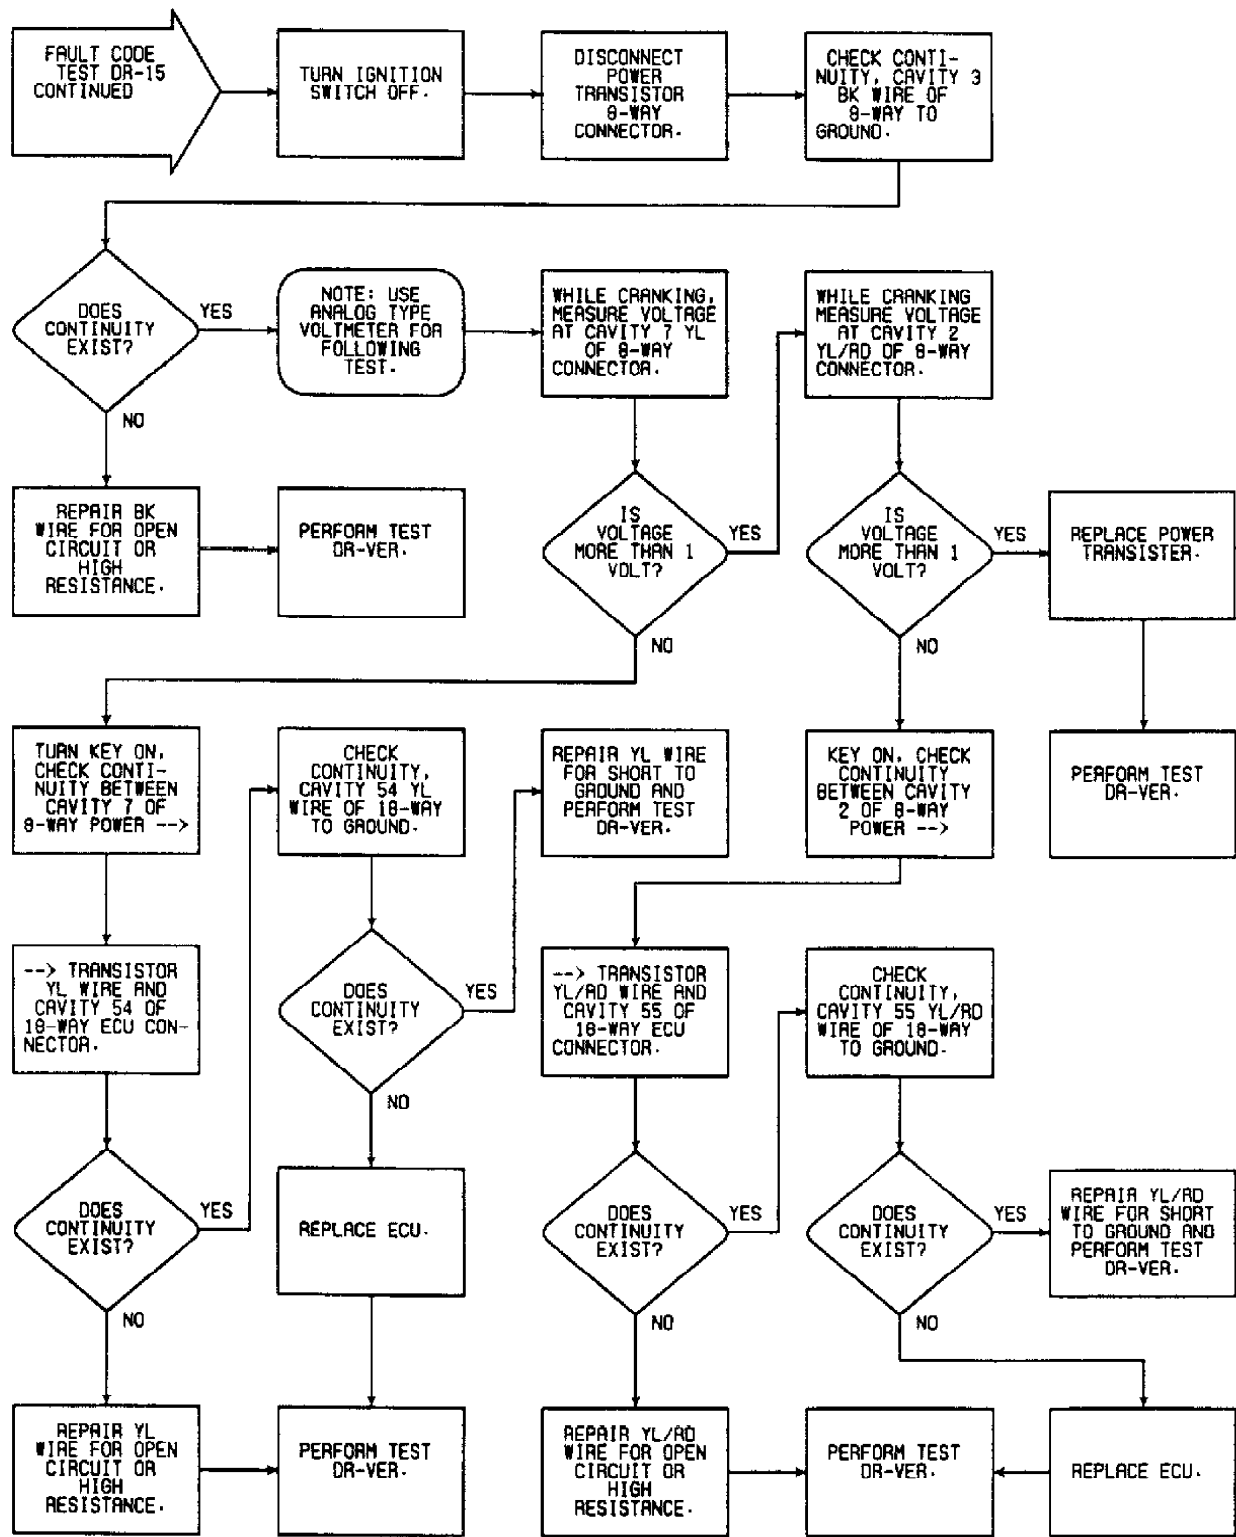 FAULT CODE
TEST DR-15
CONTINUED
TURN IGNITION
SWITCH OFF.
DISCONNECT
POWER
TRANSISTOR
8-WAY
CONNECTOR.
CHECK CONTI-
NUITY, CAVITY 3
BK WIRE OF
8-WAY TO
GROUND.
DOES
CONTINUITY
EXIST?
YES
NO
NOTE: USE
ANALOG TYPE
VOLTMETER FOR
FOLLOWING
TEST.
WHILE CRANKING,
MEASURE VOLTAGE
AT CAVITY 7 YL
OF 8-WAY
CONNECTOR.
WHILE CRANKING
MEASURE VOLTAGE
AT CAVITY 2
YL/RD OF 8-WAY
CONNECTOR.
REPAIR BK
WIRE FOR OPEN
CIRCUIT OR
HIGH
RESISTANCE.
PERFORM TEST
DR-VER.
IS
VOLTAGE
MORE THAN 1
VOLT?
YES
NO
IS
VOLTAGE
MORE THAN 1
VOLT?
YES
NO
REPLACE POWER
TRANSISTER.
TURN KEY ON,
CHECK CONTI-
NUITY BETWEEN
CAVITY 7 OF
8-WAY POWER -->
CHECK
CONTINUITY,
CAVITY 54 YL
WIRE OF 18-WAY
TO GROUND.
REPAIR YL WIRE
FOR SHORT TO
GROUND AND
PERFORM TEST
DR-VER.
KEY ON, CHECK
CONTINUITY
BETWEEN CAVITY
2 OF 8-WAY
POWER -->
PERFORM TEST
DR-VER.
--> TRANSISTOR
YL WIRE AND
CAVITY 54 OF
18-WAY ECU CON-
NECTOR.
DOES
CONTINUITY
EXIST?
YES
NO
--> TRANSISTOR
YL/RD WIRE AND
CAVITY 55 OF
18-WAY ECU
CONNECTOR.
CHECK
CONTINUITY,
CAVITY 55 YL/RD
WIRE OF 18-WAY
TO GROUND.
DOES
CONTINUITY
EXIST?
YES
NO
REPLACE ECU.
DOES
CONTINUITY
EXIST?
YES
NO
DOES
CONTINUITY
EXIST?
YES
NO
REPAIR YL/RD
WIRE FOR SHORT
TO GROUND AND
PERFORM TEST
DR-VER.
REPAIR YL
WIRE FOR OPEN
CIRCUIT OR
HIGH
RESISTANCE.
PERFORM TEST
DR-VER.
REPAIR YL/RD
WIRE FOR OPEN
CIRCUIT OR
HIGH
RESISTANCE.
PERFORM TEST
DR-VER.
REPLACE ECU.